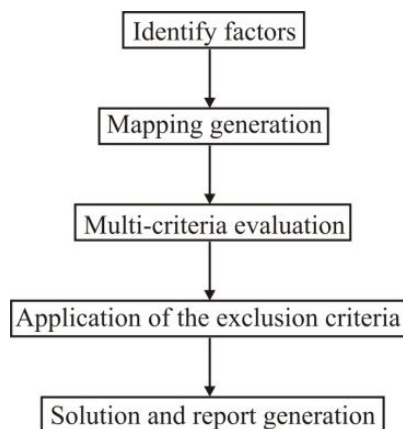 Identify factors
Mapping generation
Multi-criteria evaluation
Application of the exclusion criteria
Solution and report generation